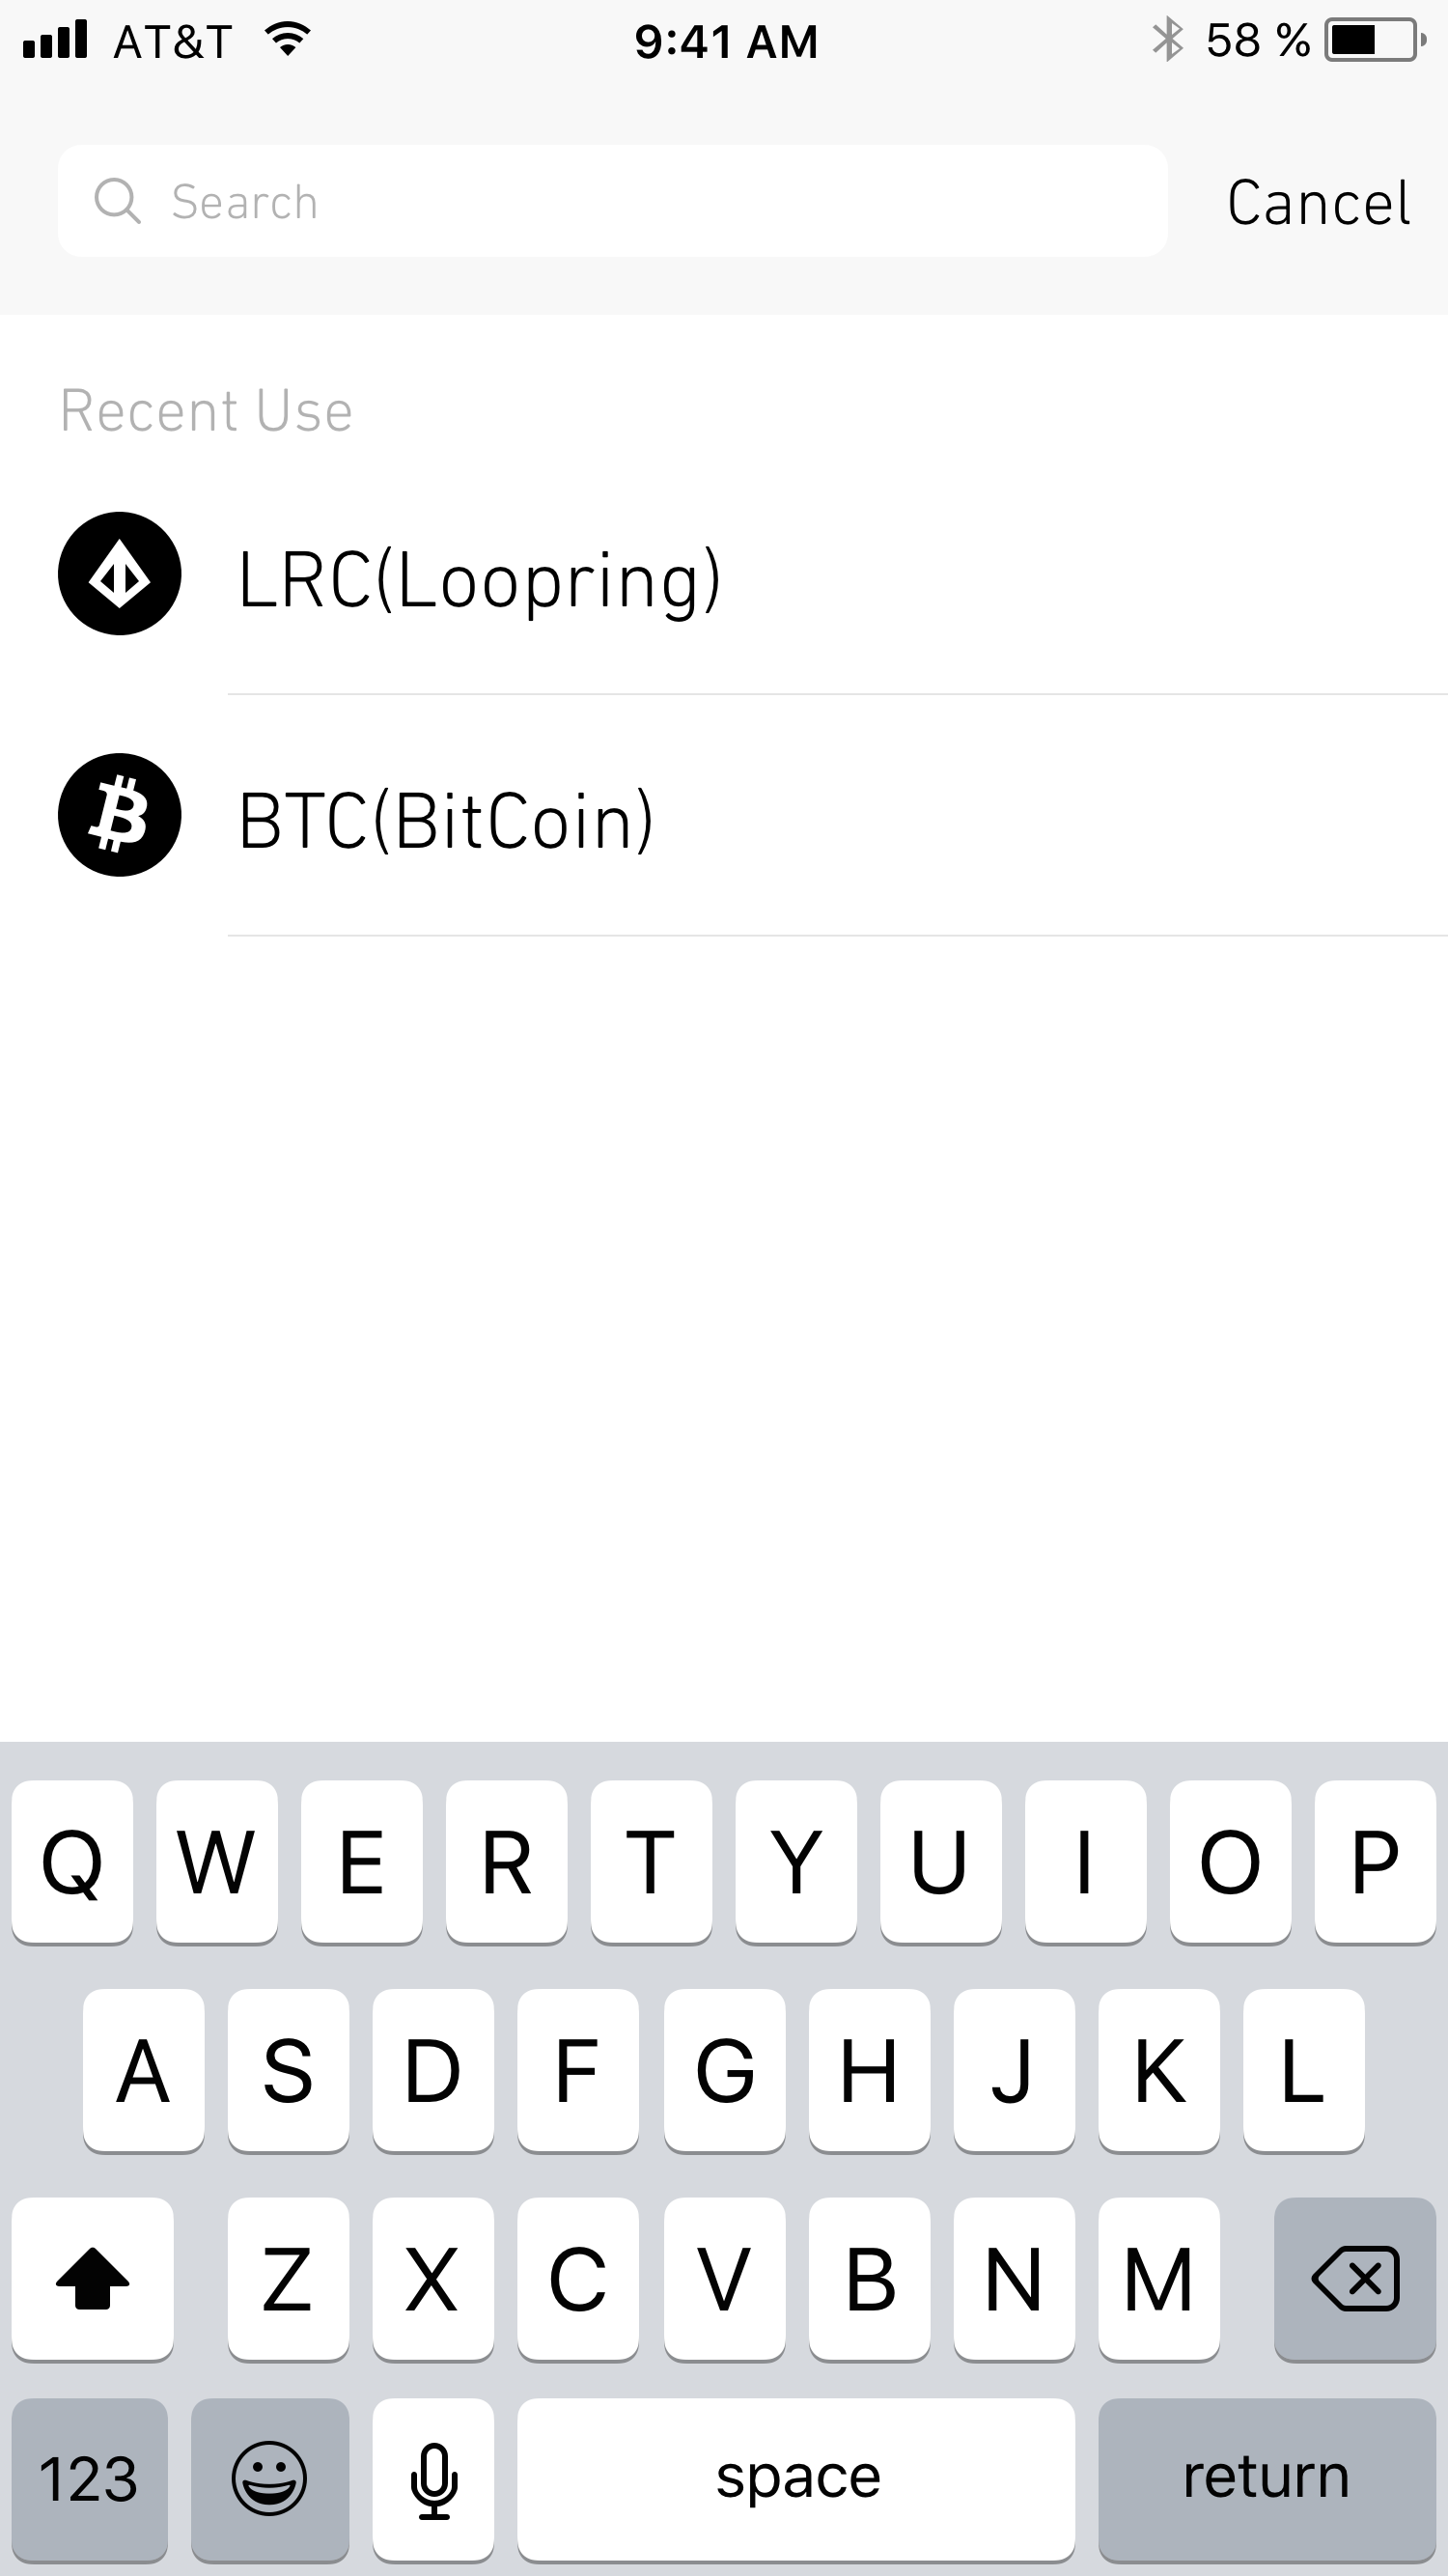 AT&T 9:41 AM 58 %
Search Cancel
Recent Use
LRC(Loopring)
BTC(BitCoin)
Q W E R T Y U I O P
A S D F G H J K L
Z X C V B N M
123 space return